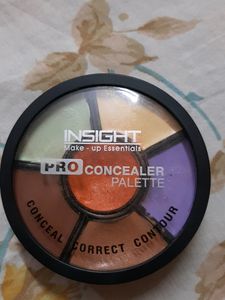 INSIGHT
Make - up Essentials
PRO CONCEALER
PALETTE
CONCEAL CORRECT CONTOUR